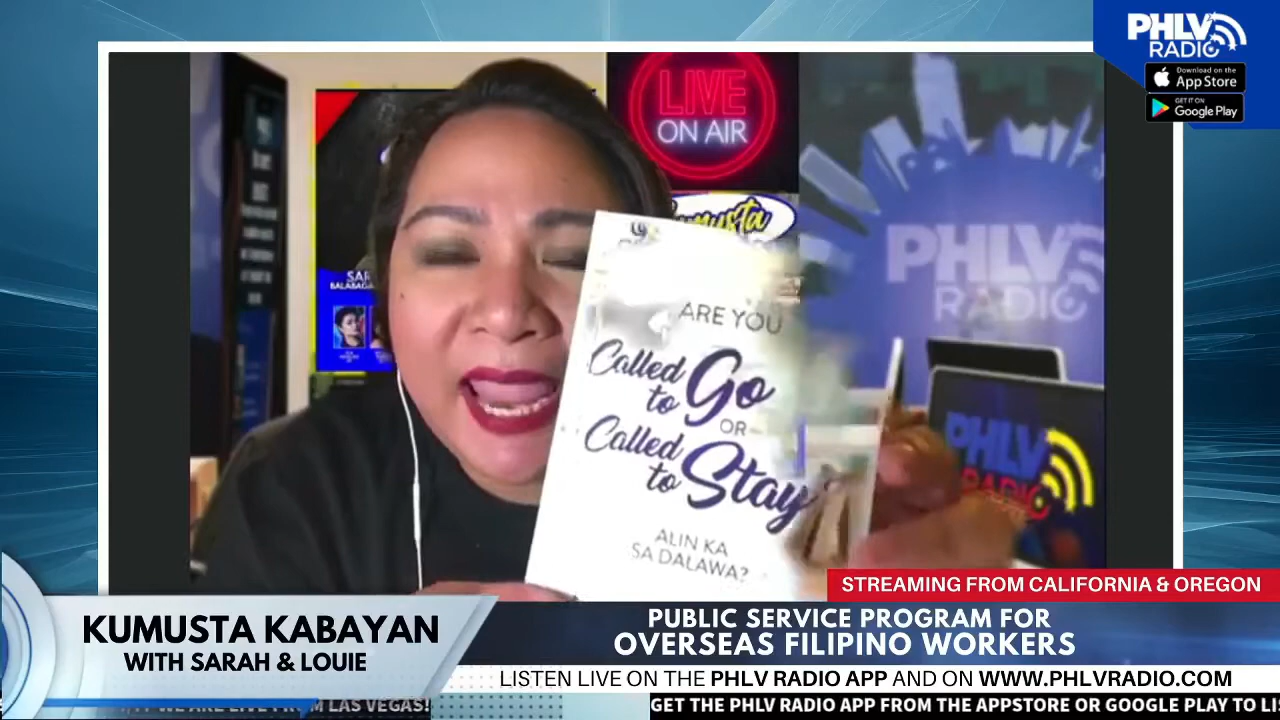 PHLV
RADIO
Download on the
App Store
GET IT ON
Google Play
LIVE
ON AIR
Kumusta
PHLV
RADIO
ARE YOU
Called
to Go
OR
Called
to Stay
ALIN KA
SA DALAWA?
PHLV
RADIO
STREAMING FROM CALIFORNIA & OREGON
KUMUSTA KABAYAN
WITH SARAH & LOUIE
PUBLIC SERVICE PROGRAM FOR
OVERSEAS FILIPINO WORKERS
LISTEN LIVE ON THE PHLV RADIO APP AND ON WWW.PHLVRADIO.COM
WE ARE LIVE FROM LAS VEGAS!
GET THE PHLV RADIO APP FROM THE APPSTORE OR GOOGLE PLAY TO